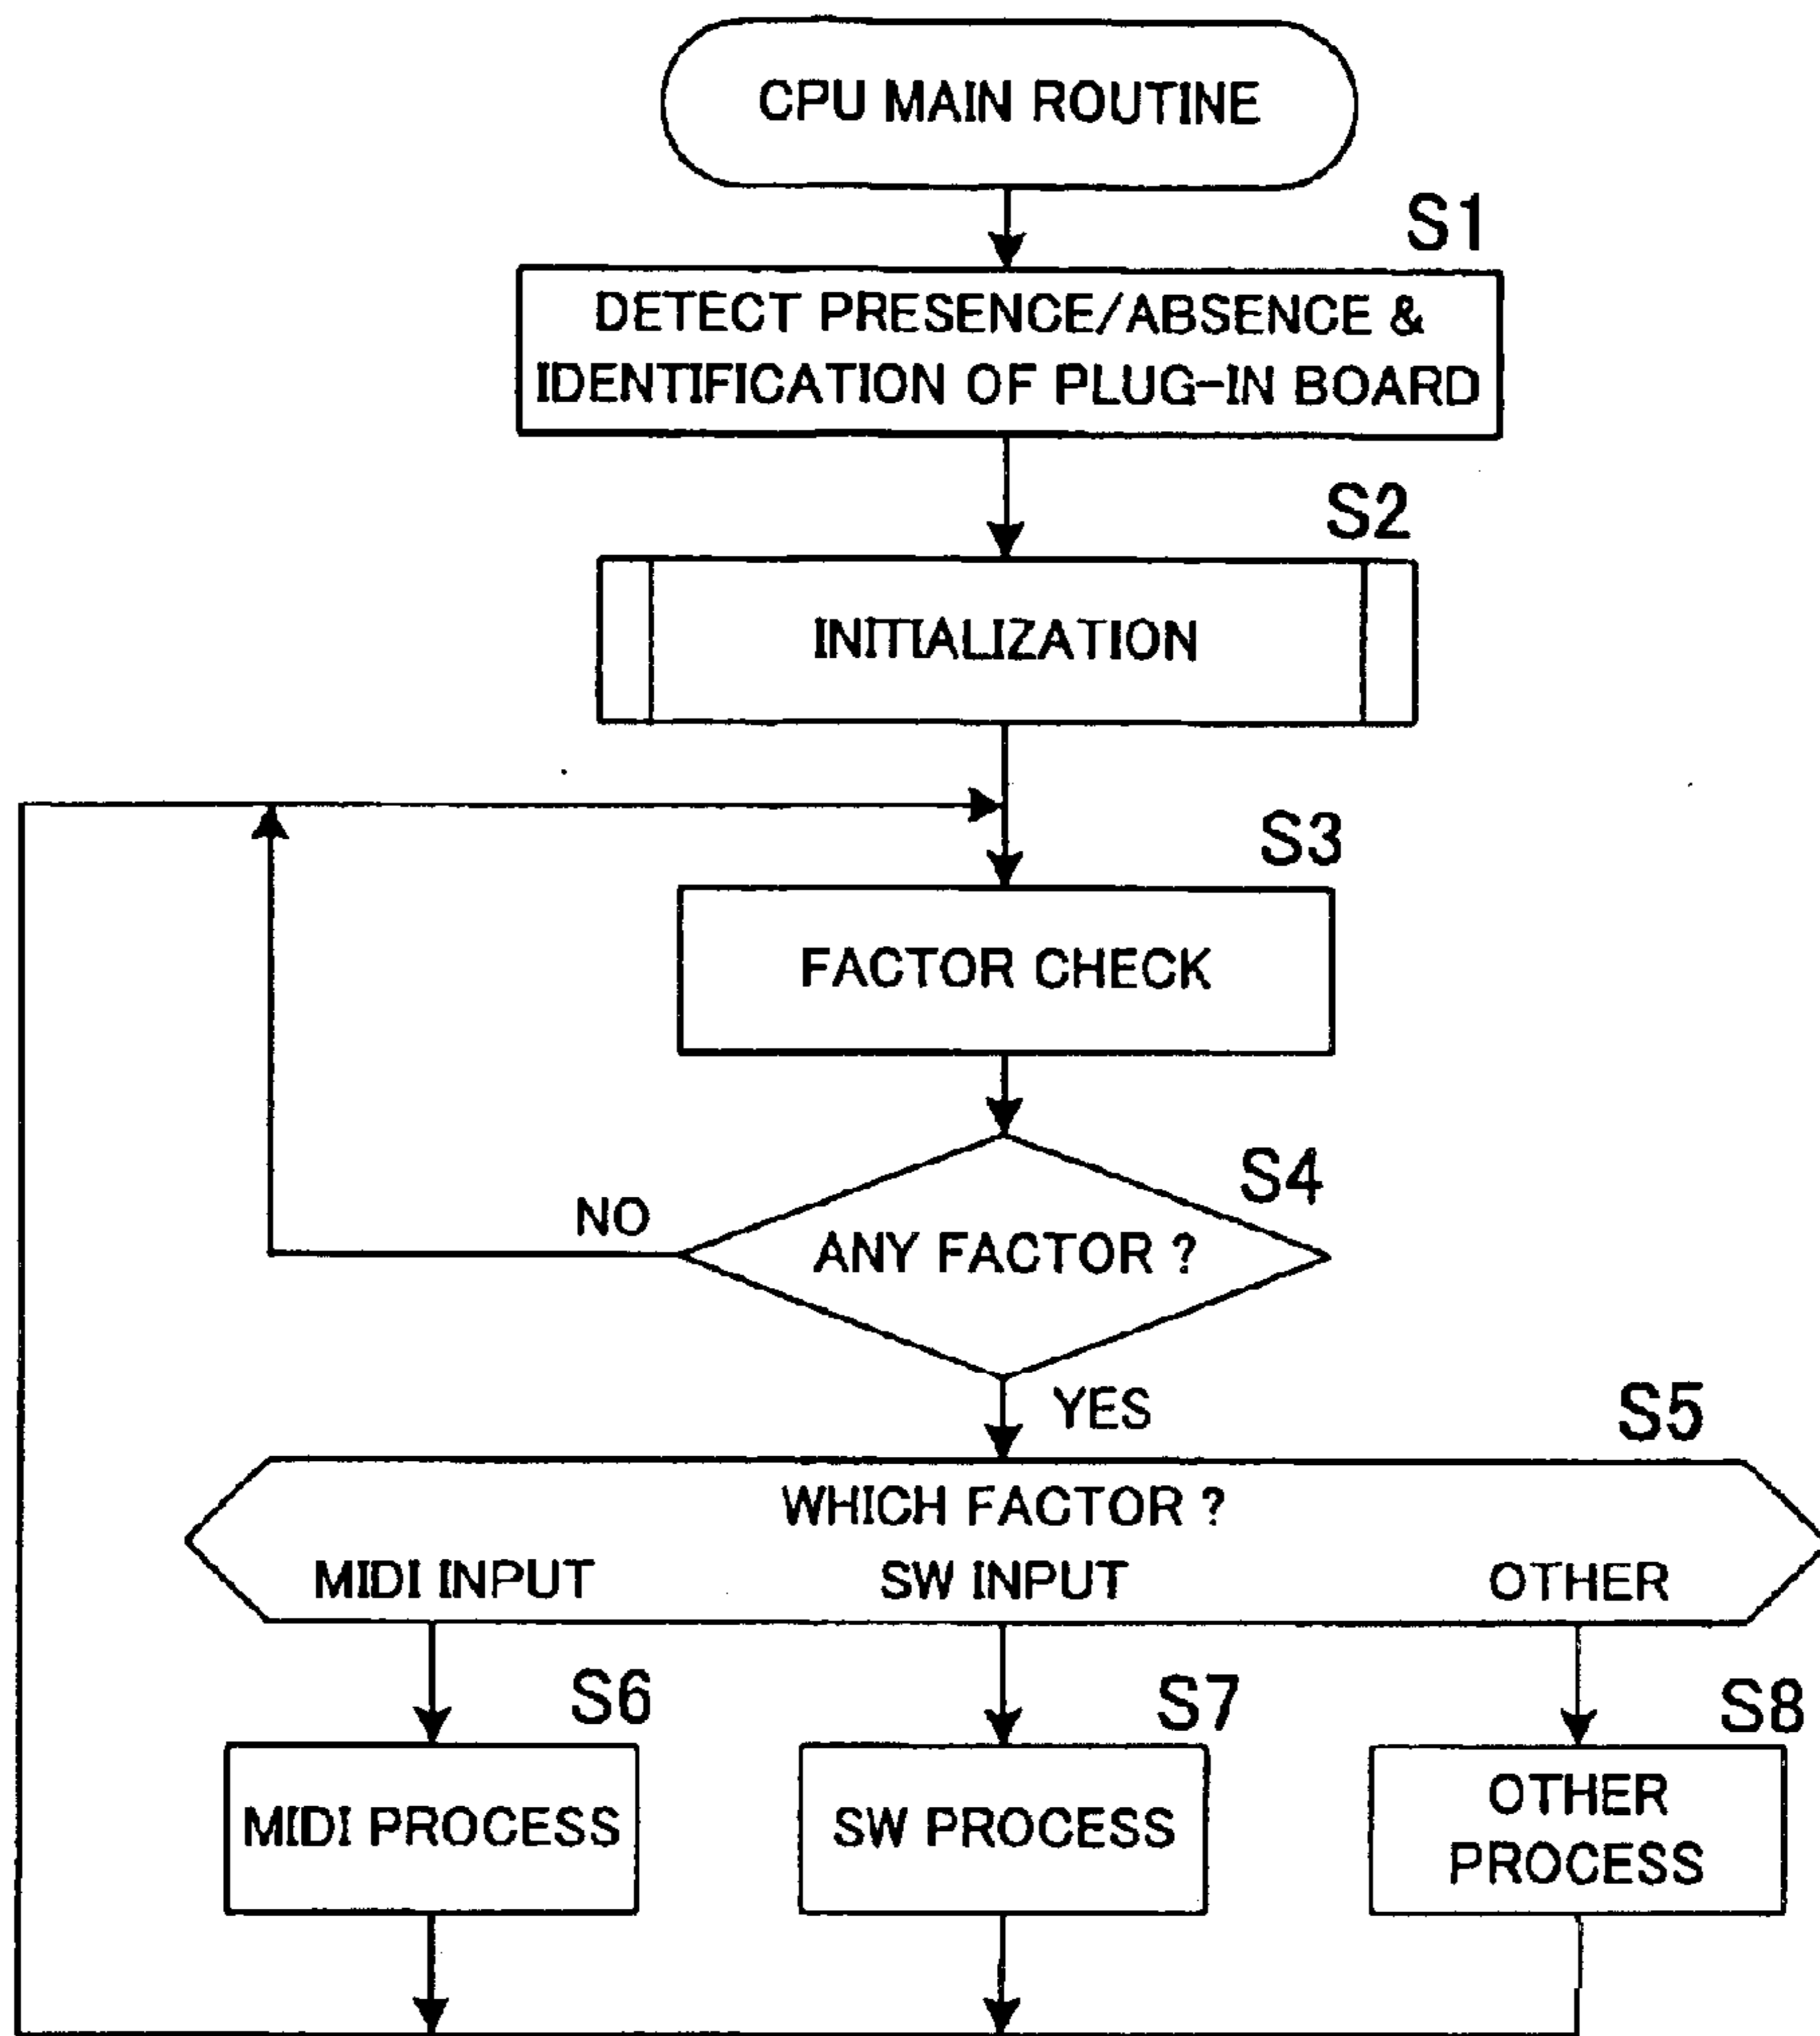 CPU MAIN ROUTINE
S1
DETECT PRESENCE/ABSENCE &
IDENTIFICATION OF PLUG-IN BOARD
S2
INITIALIZATION
S3
FACTOR CHECK
S4
NO
ANY FACTOR ?
YES
S5
WHICH FACTOR ?
MIDI INPUT SW INPUT OTHER
S6 S7 S8
MIDI PROCESS SW PROCESS OTHER
PROCESS